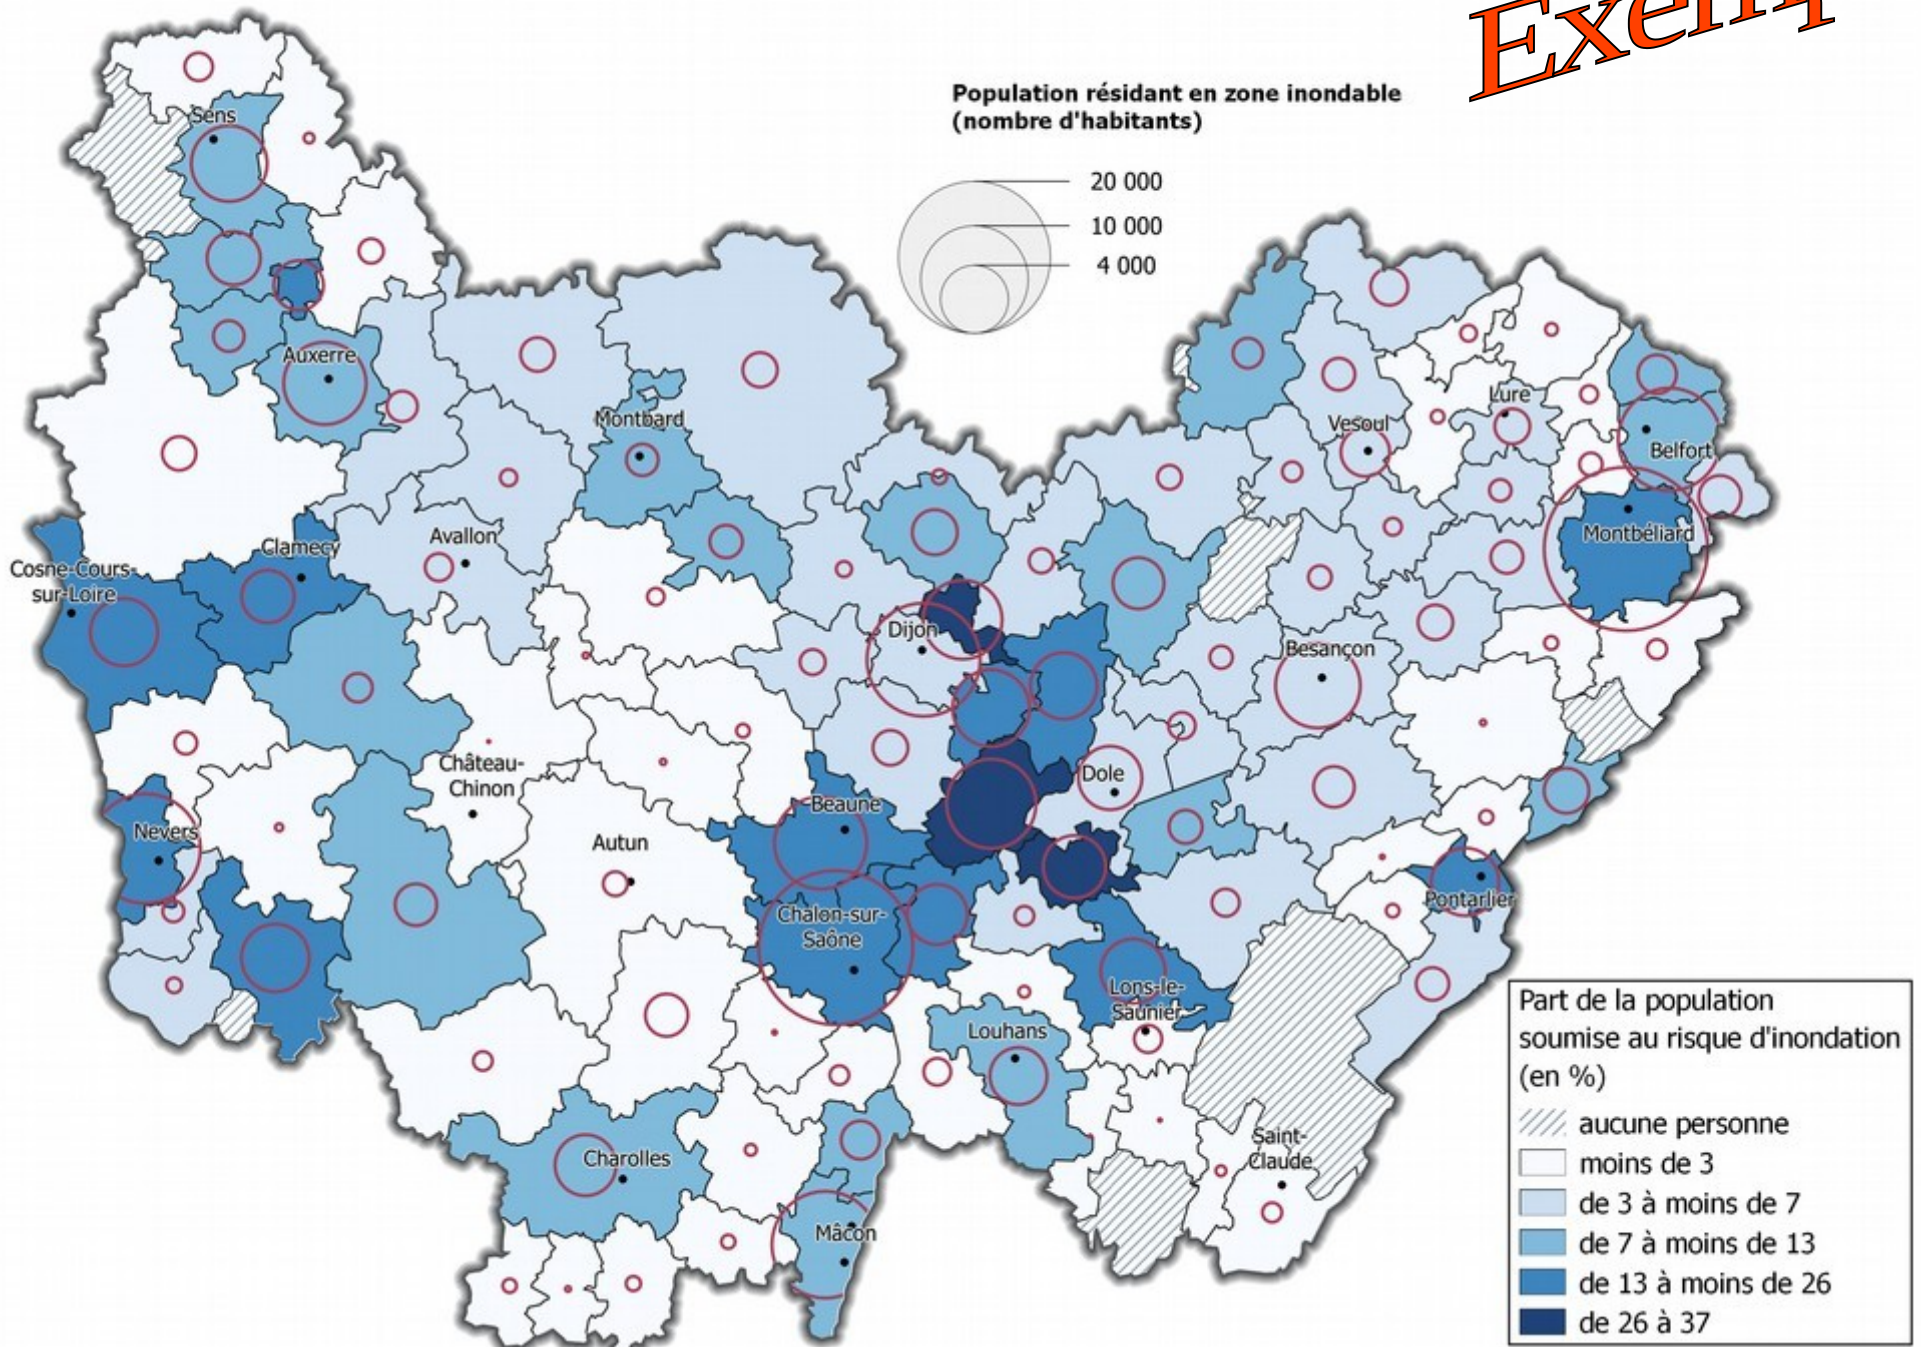 Population résidant en zone inondable
(nombre d'habitants)
20 000
10 000
4 000
Sens
Auxerre
Montbard
Vesoul
Lure
Belfort
Montbéliard
Clamecy
Avallon
Cosne-Cours-
sur-Loire
Dijon
Besançon
Château-
Chinon
Dole
Beaune
Nevers
Autun
Pontarlier
Chalon-sur-
Saône
Lons-le-
Saunier
Louhans
Saint-
Claude
Charolles
Mâcon
Part de la population
soumise au risque d'inondation
(en %)
aucune personne
moins de 3
de 3 à moins de 7
de 7 à moins de 13
de 13 à moins de 26
de 26 à 37